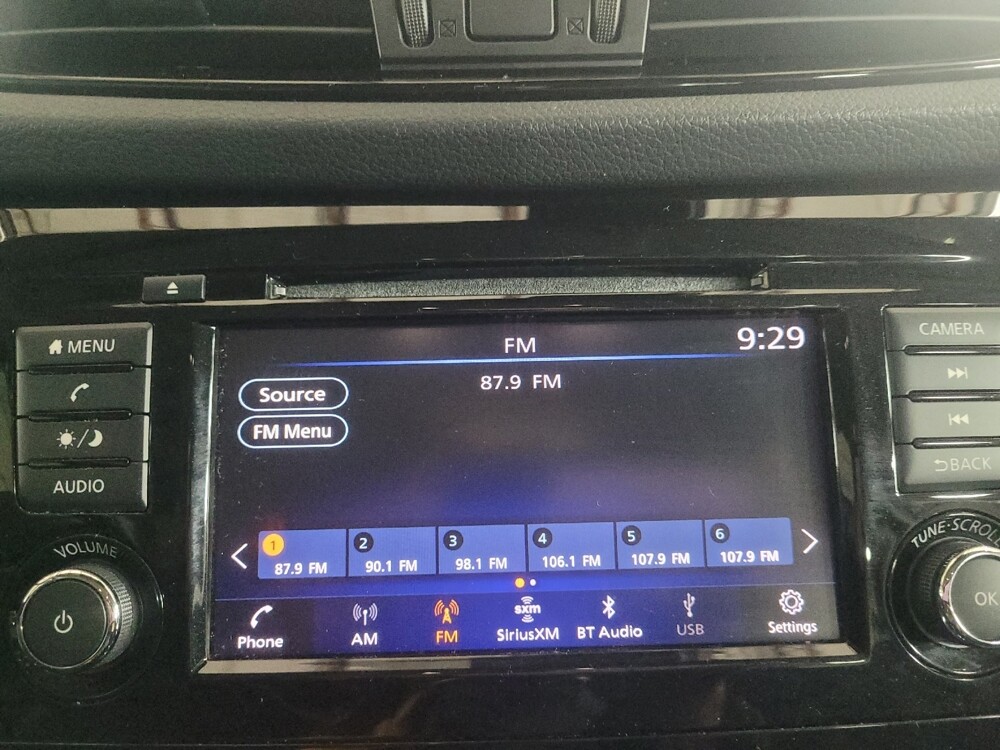 FM
9:29
87.9 FM
Source
FM Menu
1
87.9 FM
2
90.1 FM
3
98.1 FM
4
106.1 FM
5
107.9 FM
6
107.9 FM
Phone
AM
FM
sxm
SiriusXM
BT Audio
USB
Settings
MENU
AUDIO
VOLUME
CAMERA
BACK
TUNE·SCROLL
OK